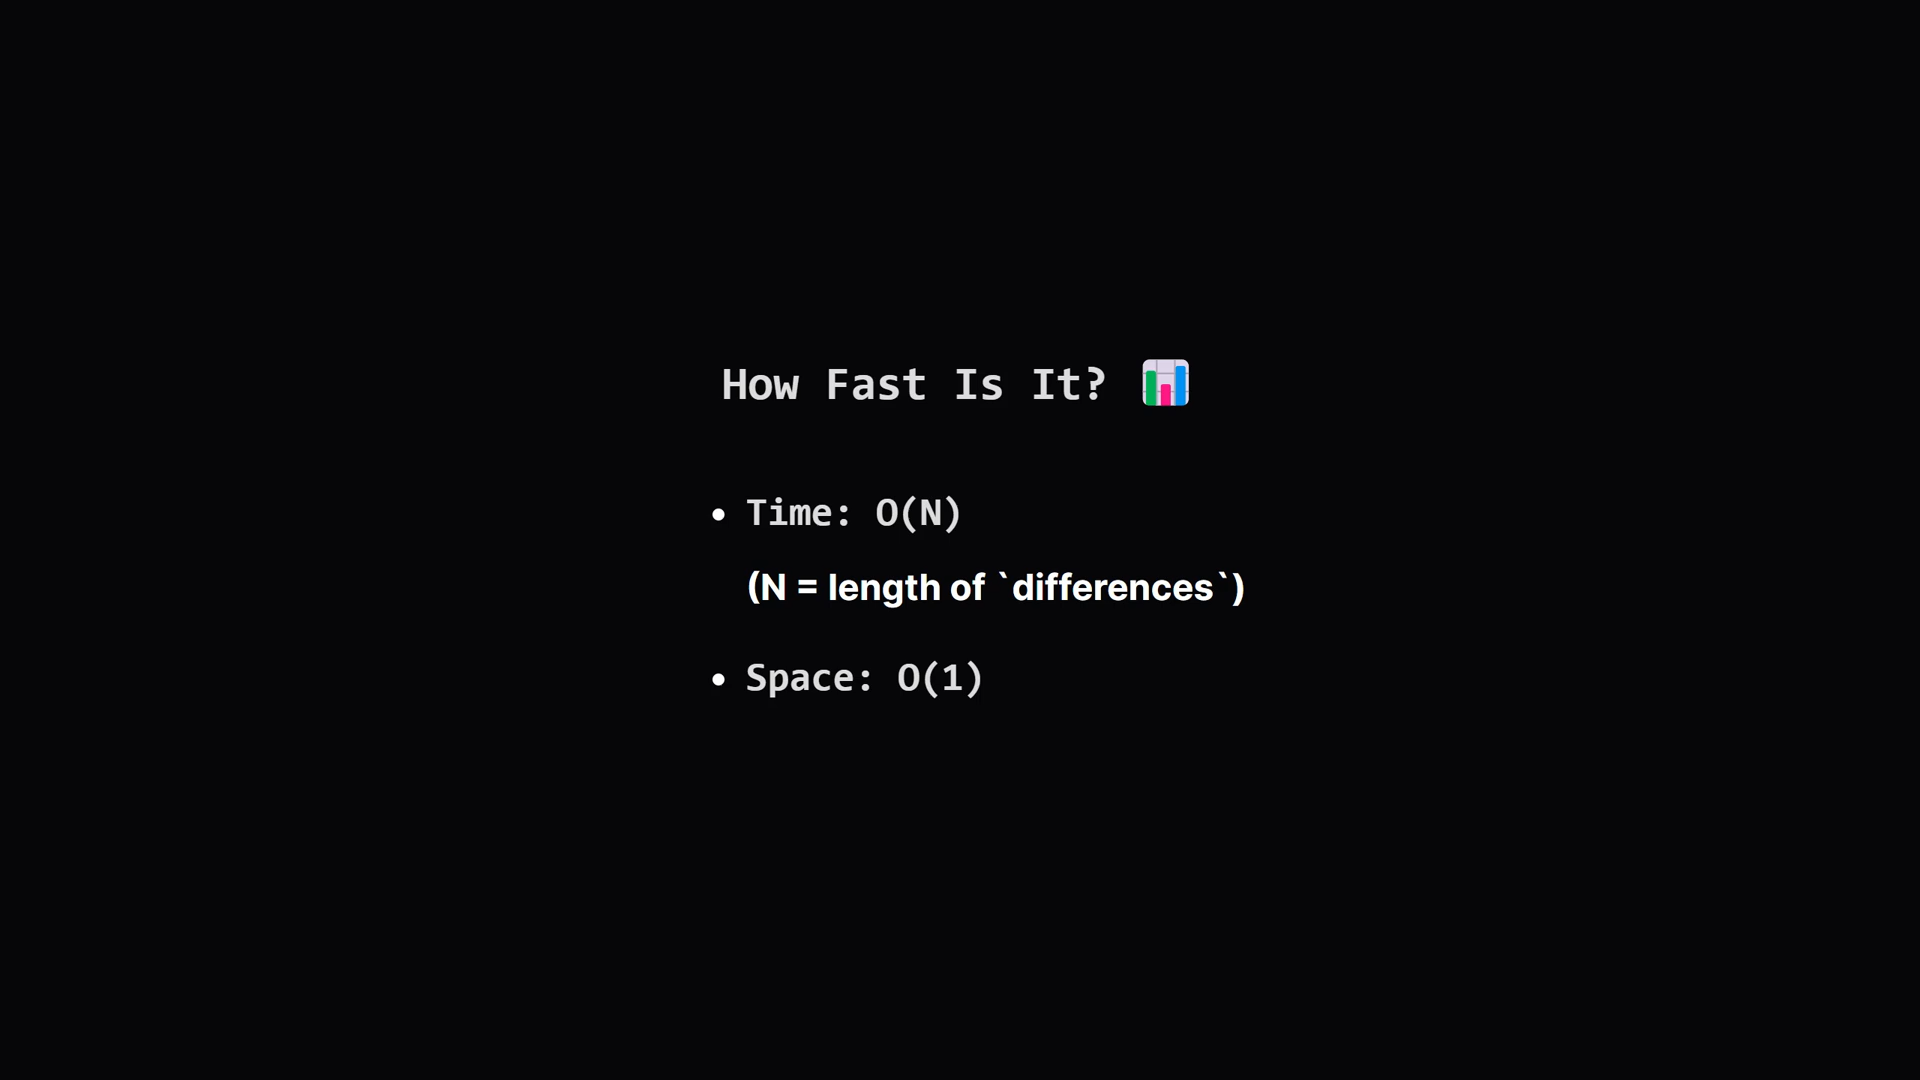 How Fast Is It? 📊
• Time: O(N)
(N = length of `differences`)
• Space: O(1)